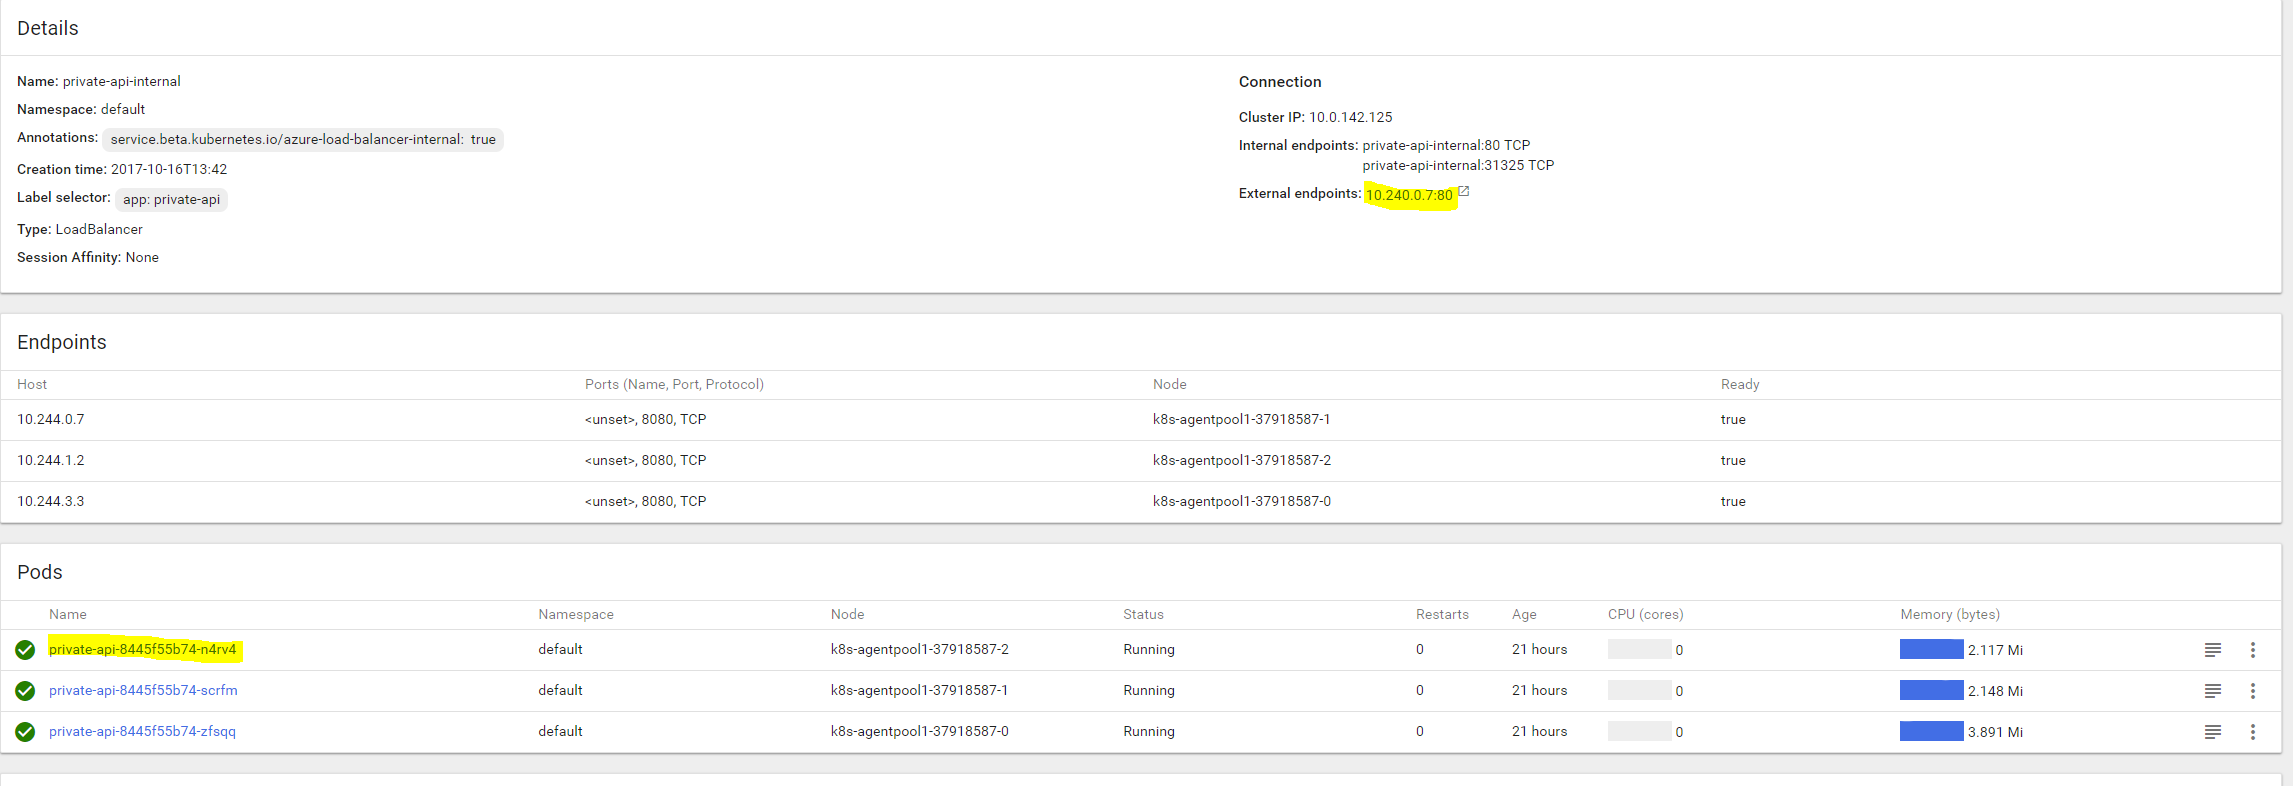 Details
Name: private-api-internal
Namespace: default
Annotations: service.beta.kubernetes.io/azure-load-balancer-internal: true
Creation time: 2017-10-16T13:42
Label selector: app: private-api
Type: LoadBalancer
Session Affinity: None
Connection
Cluster IP: 10.0.142.125
Internal endpoints: private-api-internal:80 TCP
private-api-internal:31325 TCP
External endpoints: 10.240.0.7:80
Endpoints
Host Ports (Name, Port, Protocol) Node Ready
10.244.0.7 <unset>, 8080, TCP k8s-agentpool1-37918587-1 true
10.244.1.2 <unset>, 8080, TCP k8s-agentpool1-37918587-2 true
10.244.3.3 <unset>, 8080, TCP k8s-agentpool1-37918587-0 true
Pods
Name Namespace Node Status Restarts Age CPU (cores) Memory (bytes)
private-api-8445f55b74-n4rv4 default k8s-agentpool1-37918587-2 Running 0 21 hours 0 2.117 Mi
private-api-8445f55b74-scrfm default k8s-agentpool1-37918587-1 Running 0 21 hours 0 2.148 Mi
private-api-8445f55b74-zfsqq default k8s-agentpool1-37918587-0 Running 0 21 hours 0 3.891 Mi